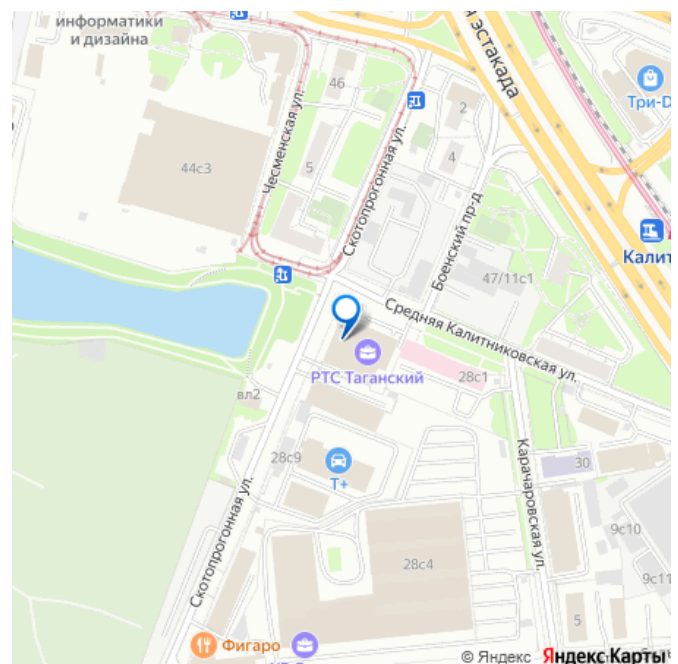 информатики
и дизайна
46
44с3
5
Чесменская ул.
Скотопрогонная ул.
2
4
эстакада
Три-D
Боенский пр-д
47/11с1
Калит
Средняя Калитниковская ул.
РТС Таганский
28с1
вл2
28с9
Т+
Карачаровская ул.
30
9с10
Скотопрогонная ул.
28с4
9с11
5
Фигаро
© Яндекс
Яндекс Карты